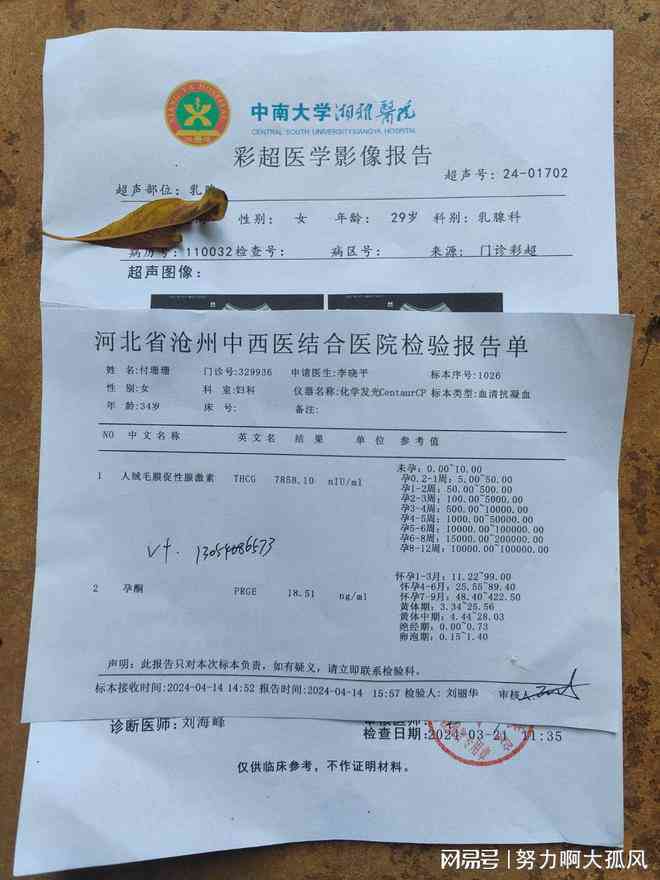 中南大学湘雅醫院
CENTRAL SOUTH UNIVERSITYXIANGYA HOSPITAL
彩超医学影像报告
超声号：24-01702
超声部位：乳
性别： 女 年龄： 29岁 科别：乳腺科
病历号：110032 检查号： 病区号： 来源： 门诊彩超
超声图像：
河北省沧州中西医结合医院检验报告单
姓名:付珊珊 门诊号:329936 申请医生:李晓平 标本序号:1026
性别:女 科 室:妇科 仪器名称:化学发光CentaurCP 标本类型:血清抗凝血
年 龄:34岁 床 号: 备注:
NO 中文名称 英文名 结 果 单 位 参考值
1 人绒毛膜促性腺激素 THCG 7858.10 nIU/ml
未孕：0.00~10.00
孕0.2-1周：5.00~50.00
孕1-2周：50.00~500.00
孕2-3周：100.00~5000.00
孕3-4周：500.00~10000.00
孕4-5周：1000.00~50000.00
孕5-6周：10000.00~100000.00
孕6-8周：15000.00~200000.00
孕8-12周：10000.00~100000.00
2 孕酮 PRGE 18.51 ng/ml
怀孕1-3月：11.22~99.00
怀孕4-6月：25.55~89.40
怀孕7-9月：48.40~422.50
黄体期：3.34~25.56
黄体中期：4.44~28.03
绝经期：0.00~0.73
卵泡期：0.15~1.40
声明：此报告只对本次标本负责，如有疑义，请立即联系检验科。
标本接收时间:2024-04-14 14:52 报告时间:2024-04-14 15:57 检验人：刘丽华 审核
诊断医师：刘海峰
检查日期:2024-03-21 11:35
仅供临床参考，不作证明材料。
网易号 | 努力啊大孤风